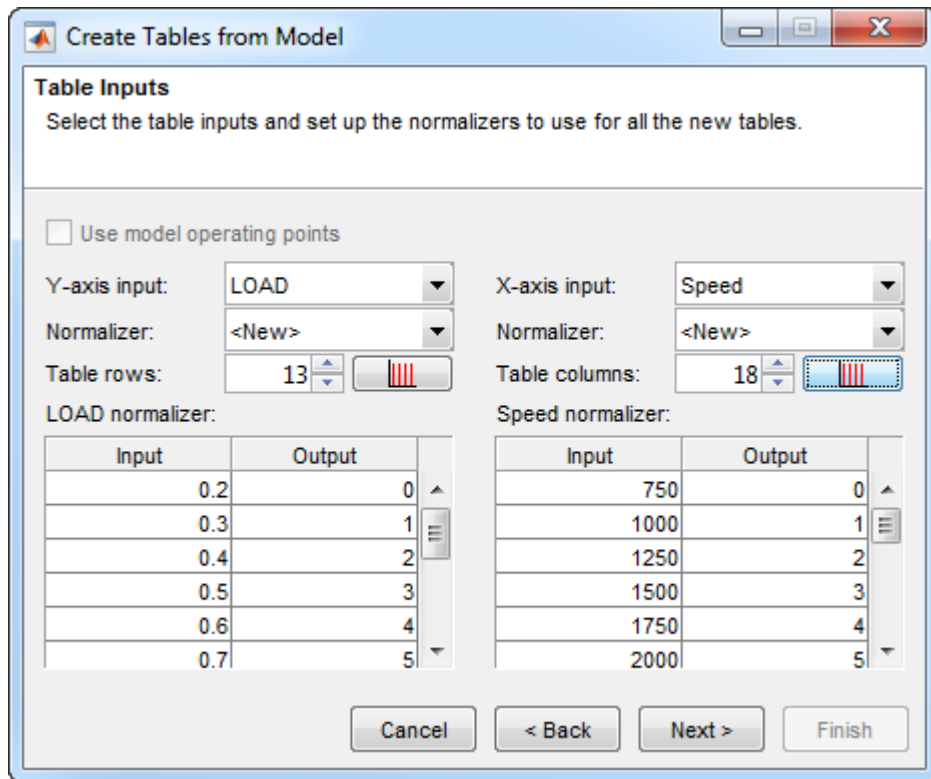 Create Tables from Model
Table Inputs
Select the table inputs and set up the normalizers to use for all the new tables.
Use model operating points
Y-axis input: LOAD X-axis input: Speed
Normalizer: <New> Normalizer: <New>
Table rows: 13 Table columns: 18
LOAD normalizer: Speed normalizer:
Input Output Input Output
0.2 0 750 0
0.3 1 1000 1
0.4 2 1250 2
0.5 3 1500 3
0.6 4 1750 4
0.7 5 2000 5
Cancel < Back Next > Finish